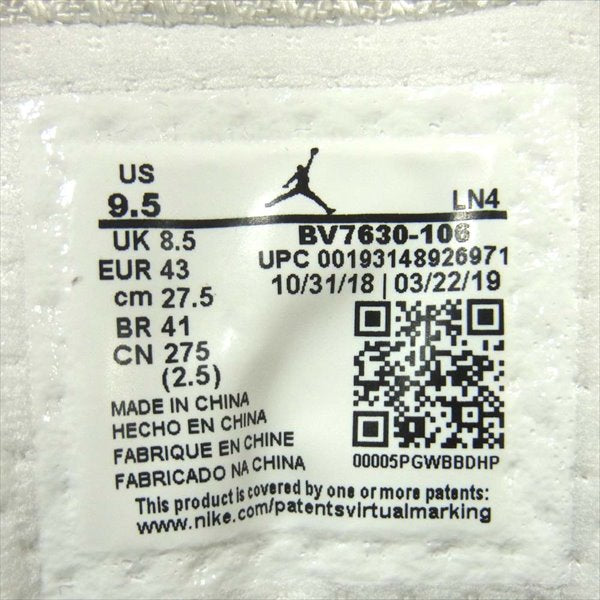 US
9.5
LN4
UK 8.5
BV7630-106
UPC 00193148926971
EUR 43
10/31/18 | 03/22/19
cm 27.5
BR 41
CN 275
(2.5)
MADE IN CHINA
HECHO EN CHINA
FABRIQUE EN CHINE
FABRICADO NA CHINA
00005PGWBBDHP
This product is covered by one or more patents:
www.nike.com/patentsvirtualmarking